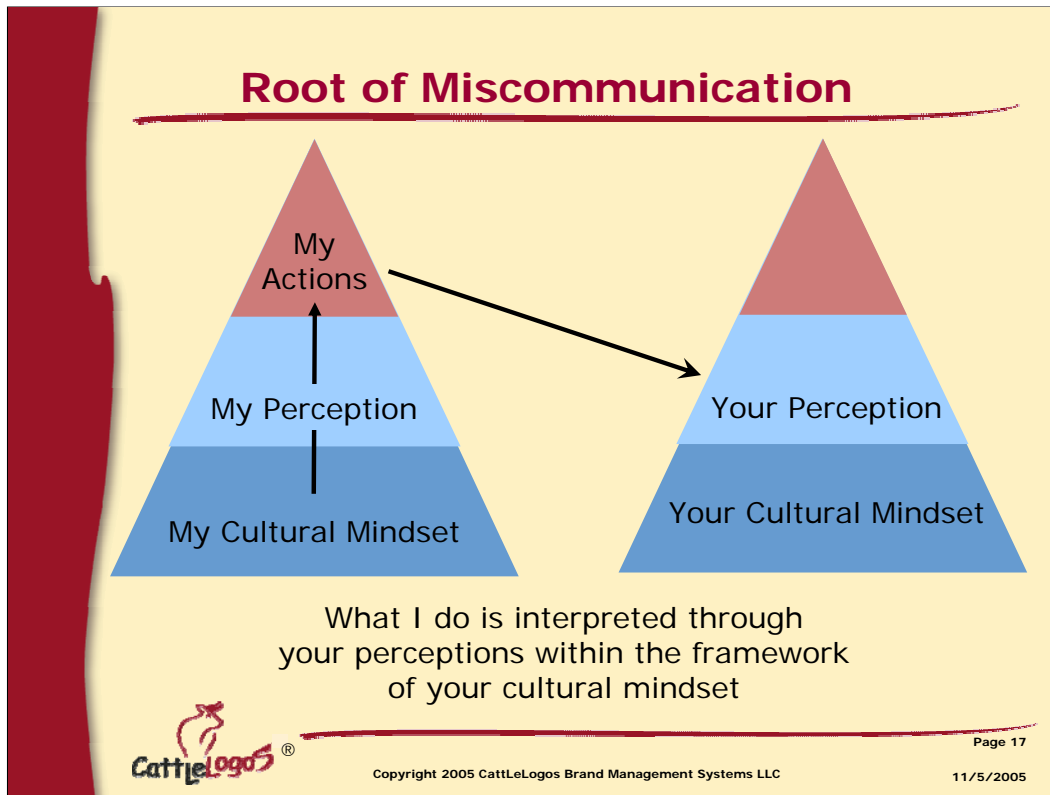 Root of Miscommunication
My
Actions
My Perception
My Cultural Mindset
Your Perception
Your Cultural Mindset
What I do is interpreted through
your perceptions within the framework
of your cultural mindset
CattLeLogos ®
Copyright 2005 CattLeLogos Brand Management Systems LLC
Page 17
11/5/2005